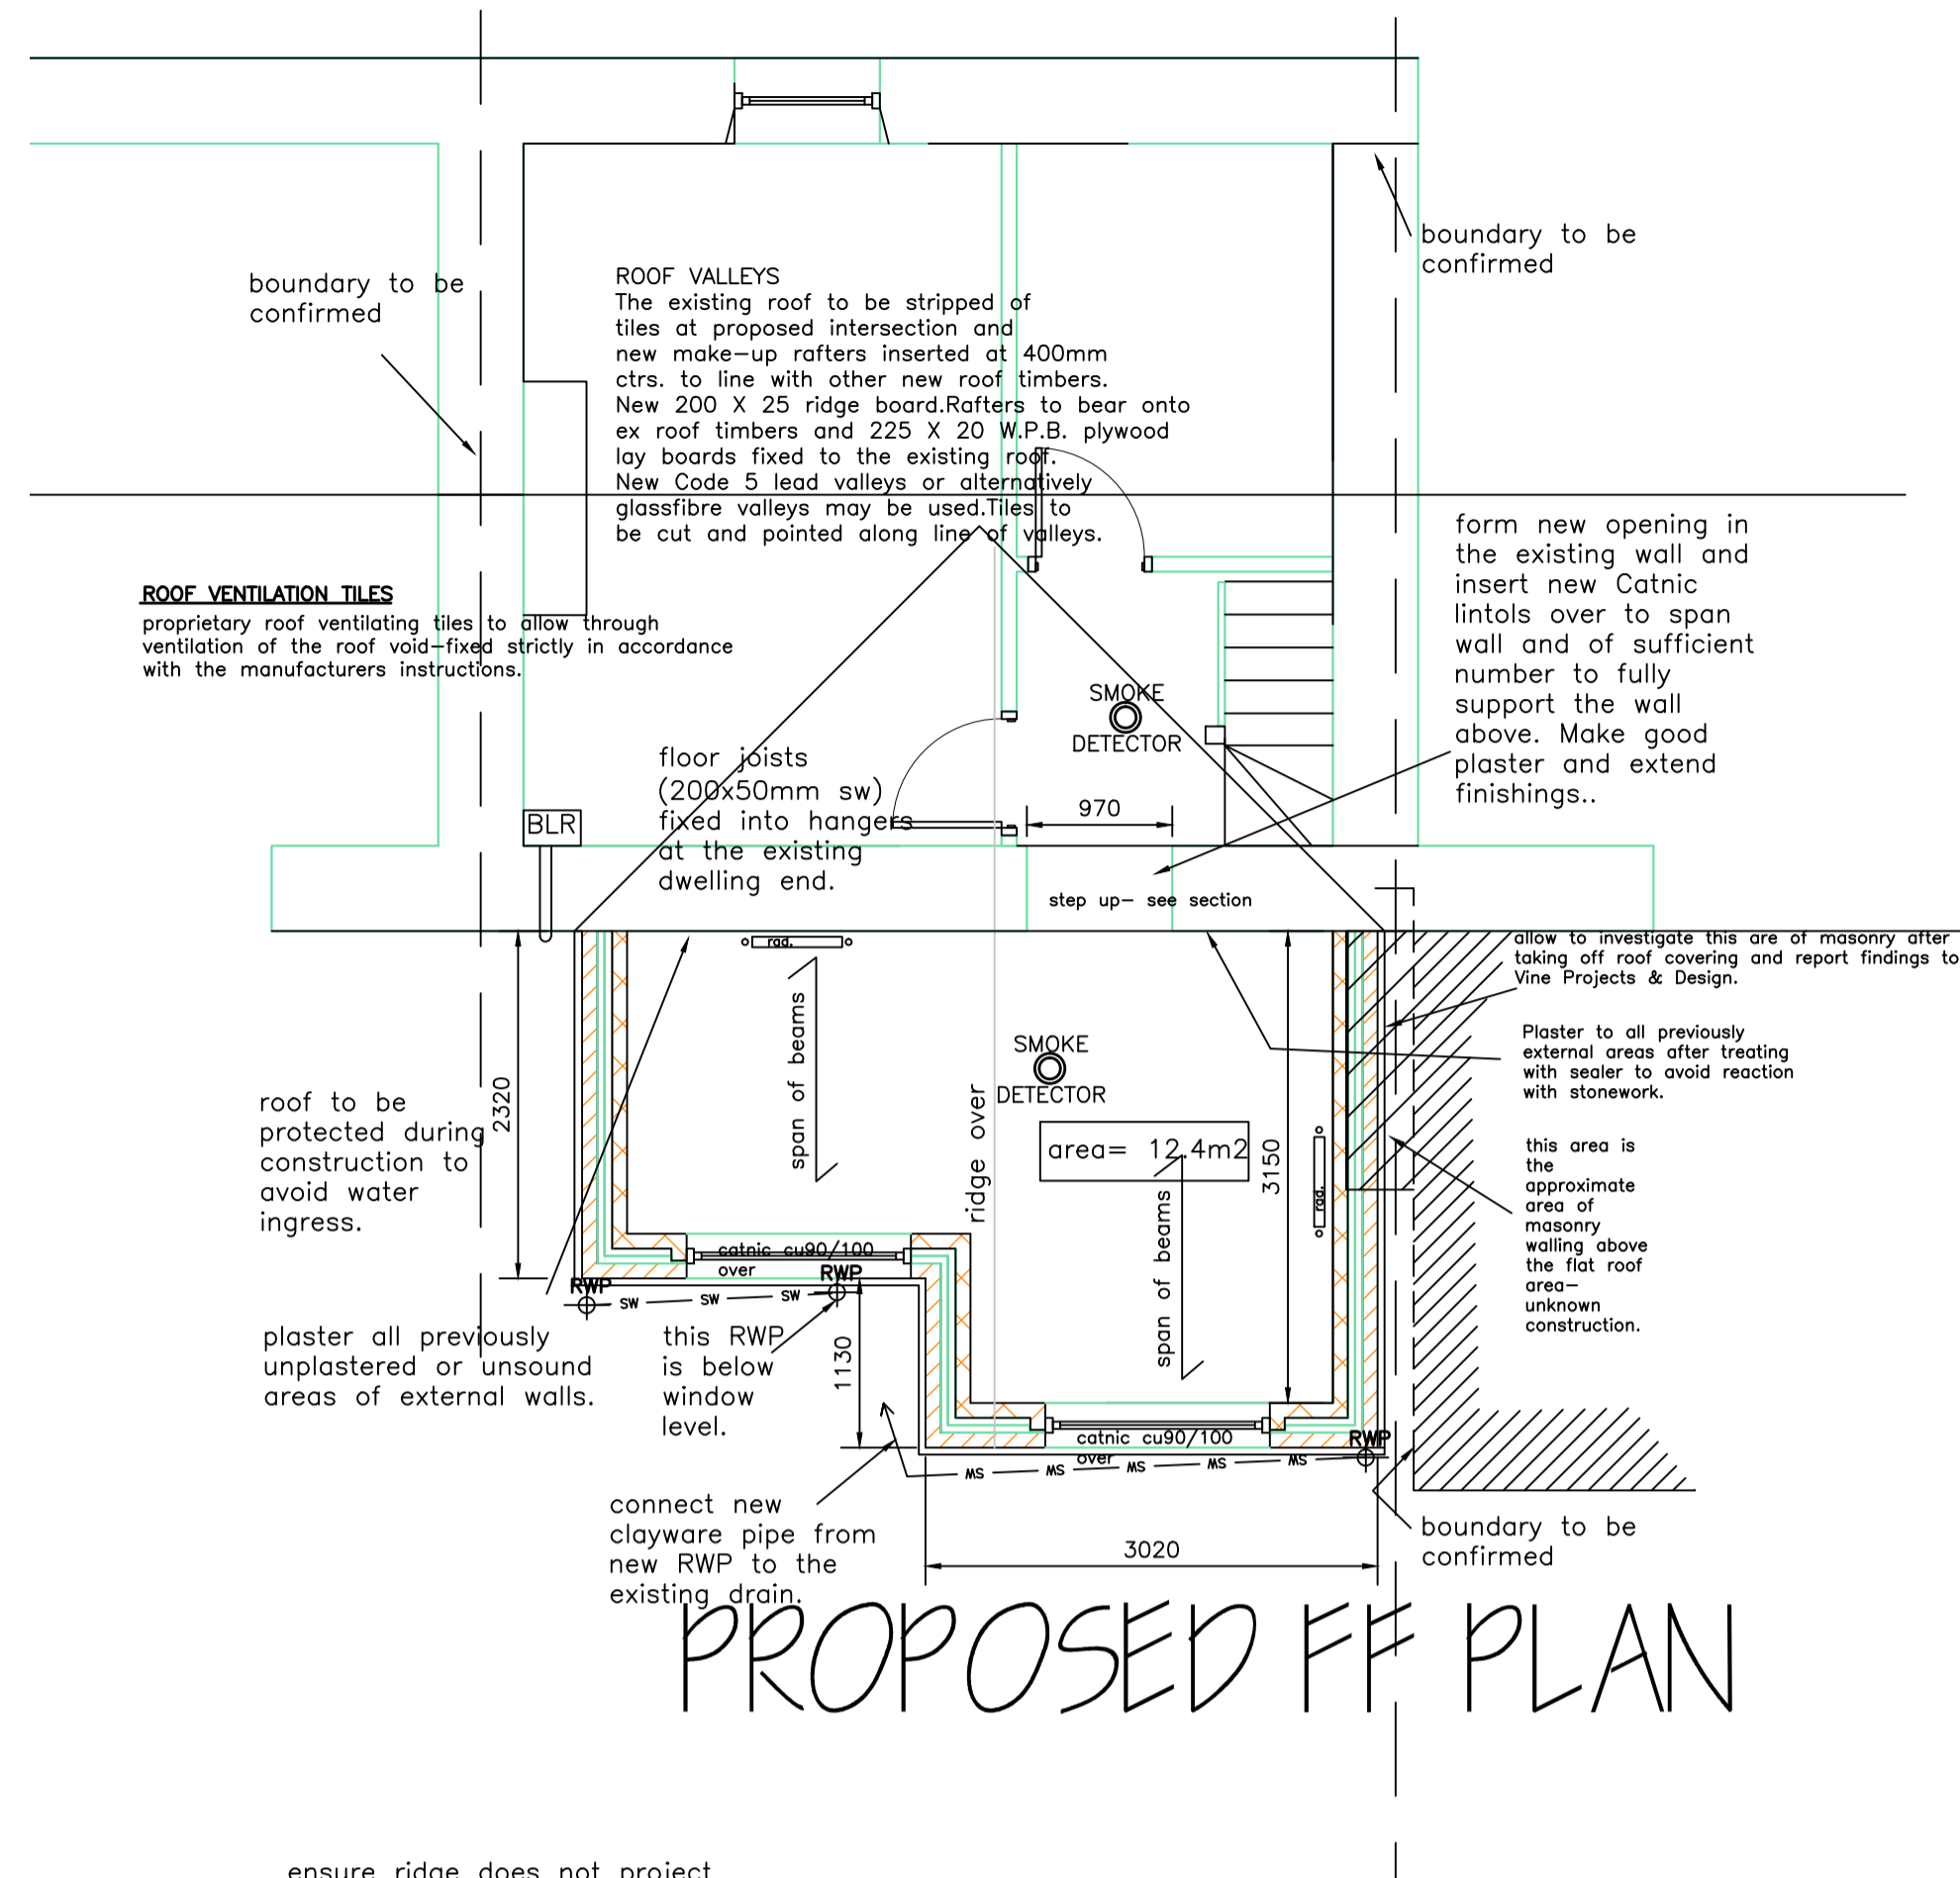 boundary to be
confirmed
boundary to be
confirmed
ROOF VALLEYS
The existing roof to be stripped of
tiles at proposed intersection and
new make-up rafters inserted at 400mm
ctrs. to line with other new roof timbers.
New 200 X 25 ridge board.Rafters to bear onto
ex roof timbers and 225 X 20 W.P.B. plywood
lay boards fixed to the existing roof.
New Code 5 lead valleys or alternatively
glassfibre valleys may be used.Tiles to
be cut and pointed along line of valleys.
form new opening in
the existing wall and
insert new Catnic
lintols over to span
wall and of sufficient
number to fully
support the wall
above. Make good
plaster and extend
finishings..
ROOF VENTILATION TILES
proprietary roof ventilating tiles to allow through
ventilation of the roof void-fixed strictly in accordance
with the manufacturers instructions.
SMOKE
DETECTOR
floor joists
(200x50mm sw)
fixed into hangers
at the existing
dwelling end.
970
BLR
step up- see section
rad.
allow to investigate this are of masonry after
taking off roof covering and report findings to
Vine Projects & Design.
span of beams
SMOKE
DETECTOR
Plaster to all previously
external areas after treating
with sealer to avoid reaction
with stonework.
2320
roof to be
protected during
construction to
avoid water
ingress.
ridge over
area= 12.4m2
3150
rad.
span of beams
this area is
the
approximate
area of
masonry
walling above
the flat roof
area-
unknown
construction.
catnic cu90/100
over
RWP
RWP
SW
SW
SW
plaster all previously
unplastered or unsound
areas of external walls.
this RWP
is below
window
level.
1130
catnic cu90/100
over
RWP
SW
SW
SW
SW
SW
connect new
clayware pipe from
new RWP to the
existing drain.
3020
boundary to be
confirmed
PROPOSED FF PLAN
ensure ridge does not project